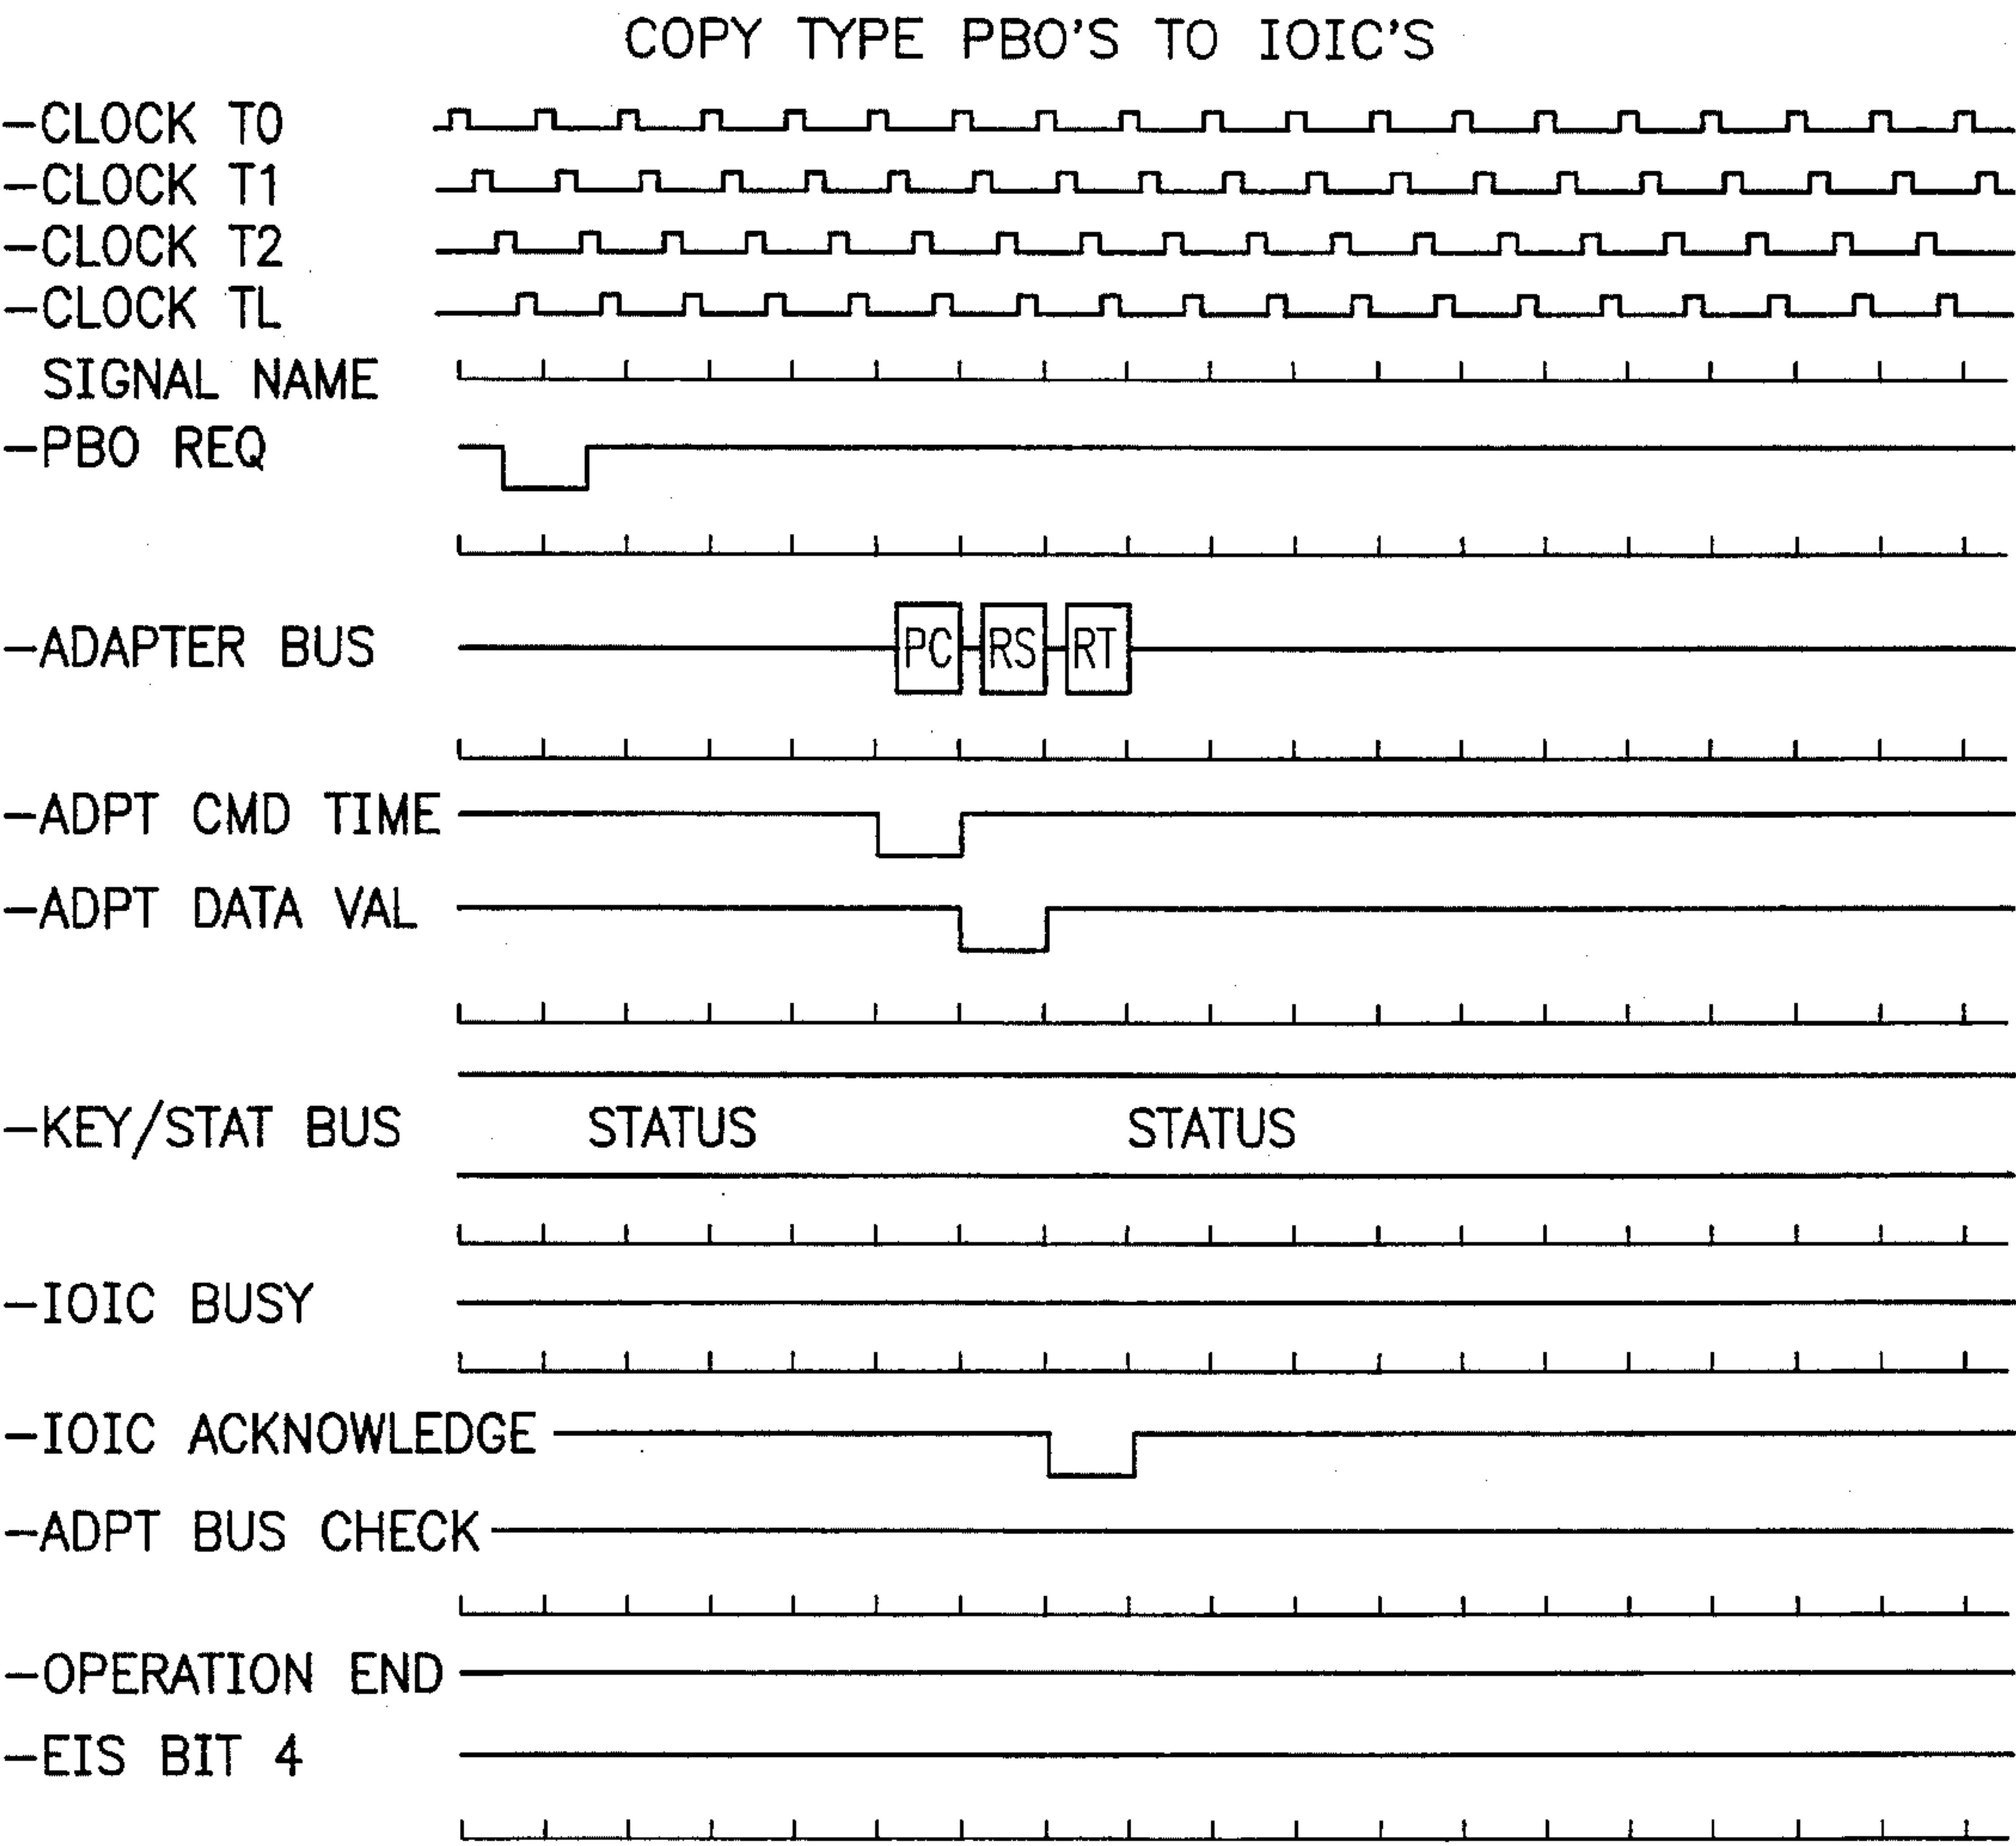 COPY TYPE PBO'S TO IOIC'S
-CLOCK T0
-CLOCK T1
-CLOCK T2
-CLOCK TL
SIGNAL NAME
-PBO REQ
-ADAPTER BUS PC RS RT
-ADPT CMD TIME
-ADPT DATA VAL
-KEY/STAT BUS STATUS STATUS
-IOIC BUSY
-IOIC ACKNOWLEDGE
-ADPT BUS CHECK
-OPERATION END
-EIS BIT 4